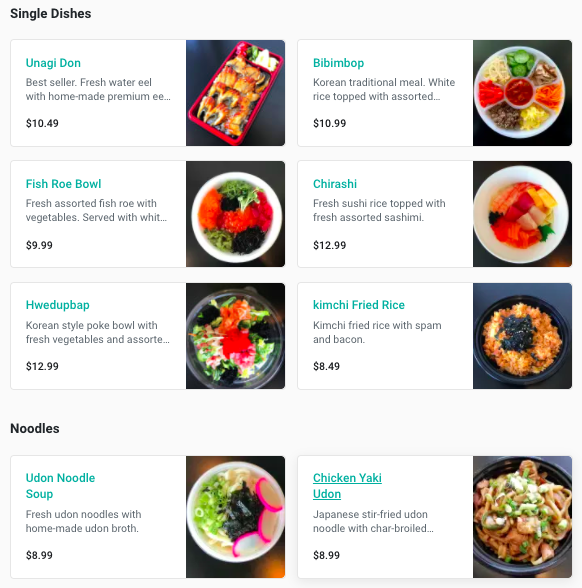 Single Dishes
Unagi Don
Best seller. Fresh water eel
with home-made premium ee...
$10.49
Bibimbop
Korean traditional meal. White
rice topped with assorted...
$10.99
Fish Roe Bowl
Fresh assorted fish roe with
vegetables. Served with whit...
$9.99
Chirashi
Fresh sushi rice topped with
fresh assorted sashimi.
$12.99
Hwedupbap
Korean style poke bowl with
fresh vegetables and assorte...
$12.99
kimchi Fried Rice
Kimchi fried rice with spam
and bacon.
$8.49
Noodles
Udon Noodle
Soup
Fresh udon noodles with
home-made udon broth.
$8.99
Chicken Yaki
Udon
Japanese stir-fried udon
noodle with char-broiled...
$8.99